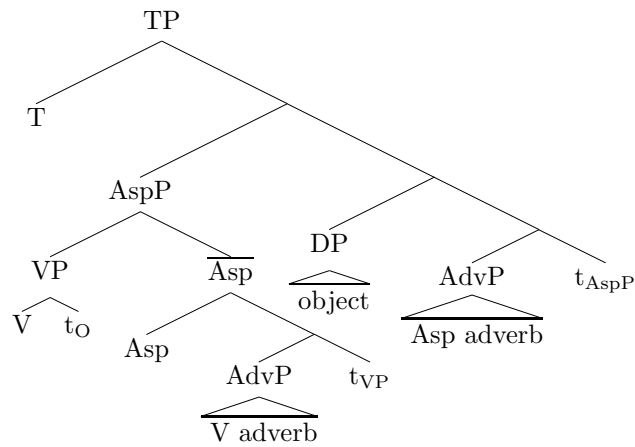 TP
T
AspP
DP
VP
Asp
AdvP
t_AspP
object
V
t_O
Asp
Asp adverb
AdvP
t_VP
V adverb